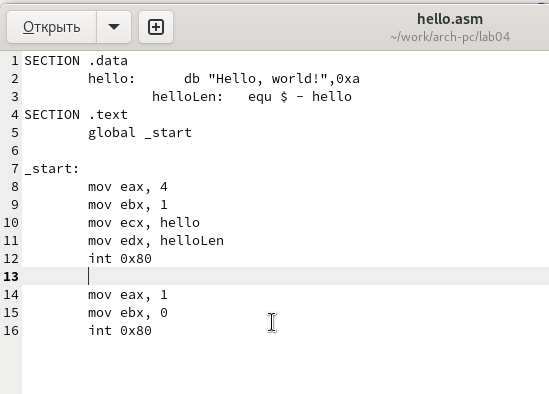 Открыть
hello.asm
~/work/arch-pc/lab04
1 SECTION .data
2 hello: db "Hello, world!",0xa
3 helloLen: equ $ - hello
4 SECTION .text
5 global _start
6
7 _start:
8 mov eax, 4
9 mov ebx, 1
10 mov ecx, hello
11 mov edx, helloLen
12 int 0x80
13
14 mov eax, 1
15 mov ebx, 0
16 int 0x80